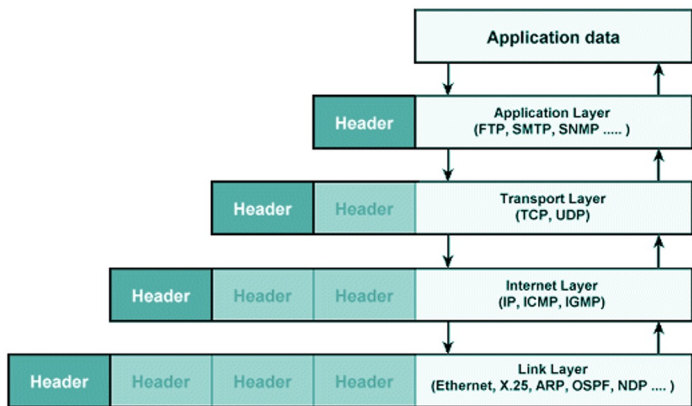 Application data
Header
Application Layer
(FTP, SMTP, SNMP ..... )
Header Header
Transport Layer
(TCP, UDP)
Header Header Header
Internet Layer
(IP, ICMP, IGMP)
Header Header Header Header
Link Layer
(Ethernet, X.25, ARP, OSPF, NDP .... )